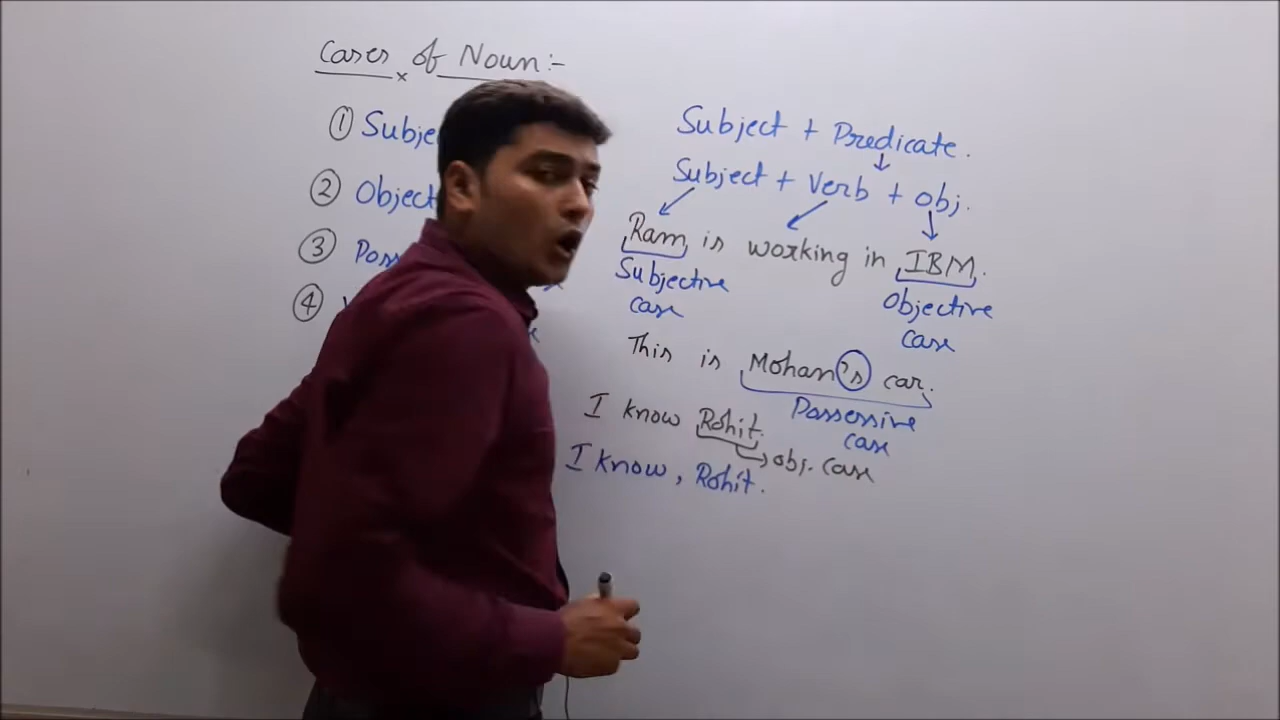 Cases of Noun:-
① Subje
② Object
③ Poss
④
Subject + Predicate.
Subject + Verb + obj.
Ram is working in IBM.
Subjective case
Objective case
This is Mohan's car.
Possessive case
I know Rohit.
obj. case
I know, Rohit.